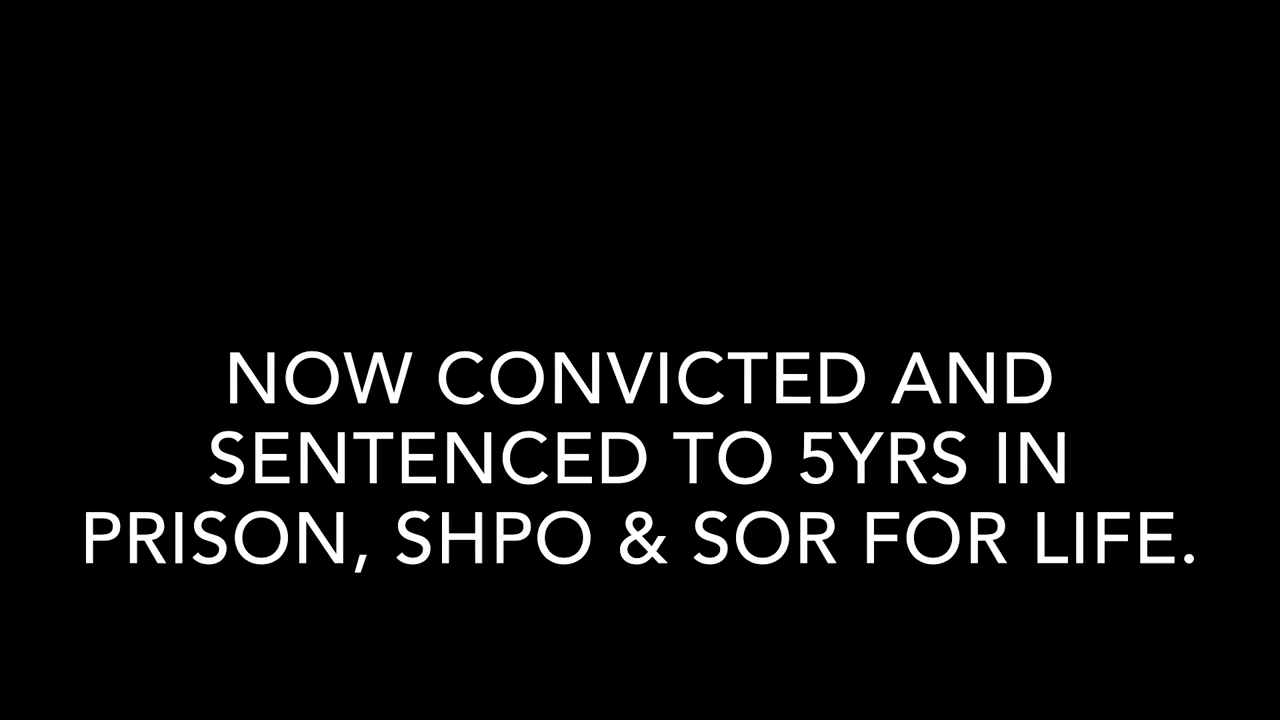 NOW CONVICTED AND
SENTENCED TO 5YRS IN
PRISON, SHPO & SOR FOR LIFE.